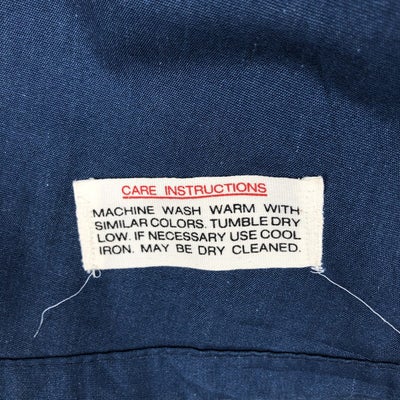 CARE INSTRUCTIONS
MACHINE WASH WARM WITH
SIMILAR COLORS. TUMBLE DRY
LOW. IF NECESSARY USE COOL
IRON. MAY BE DRY CLEANED.